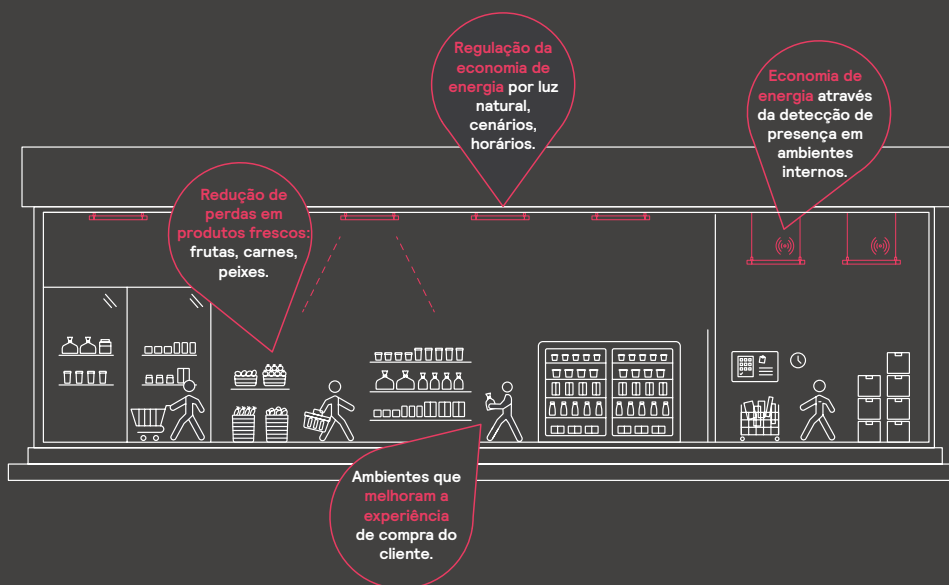 Regulação da
economia de
energia por luz
natural,
cenários,
horários.
Economia de
energia através
da detecção de
presença em
ambientes
internos.
Redução de
perdas em
produtos frescos:
frutas, carnes,
peixes.
Ambientes que
melhoram a
experiência
de compra do
cliente.